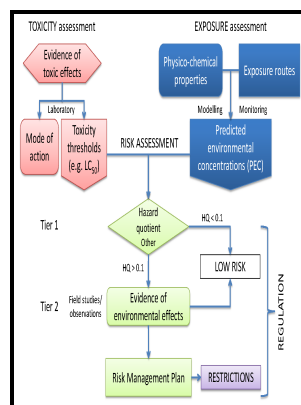 TOXICITY assessment
EXPOSURE assessment
Evidence of
toxic effects
Physico-chemical
properties
Exposure routes
Laboratory
Modelling
Monitoring
Mode of
action
Toxicity
thresholds
(e.g. LC50)
RISK ASSESSMENT
Predicted
environmental
concentrations (PEC)
Tier 1
Hazard
quotient
Other
HQ < 0.1
LOW RISK
HQ > 0.1
Tier 2
Field studies/
observations
Evidence of
environmental effects
REGULATION
Risk Management Plan
RESTRICTIONS